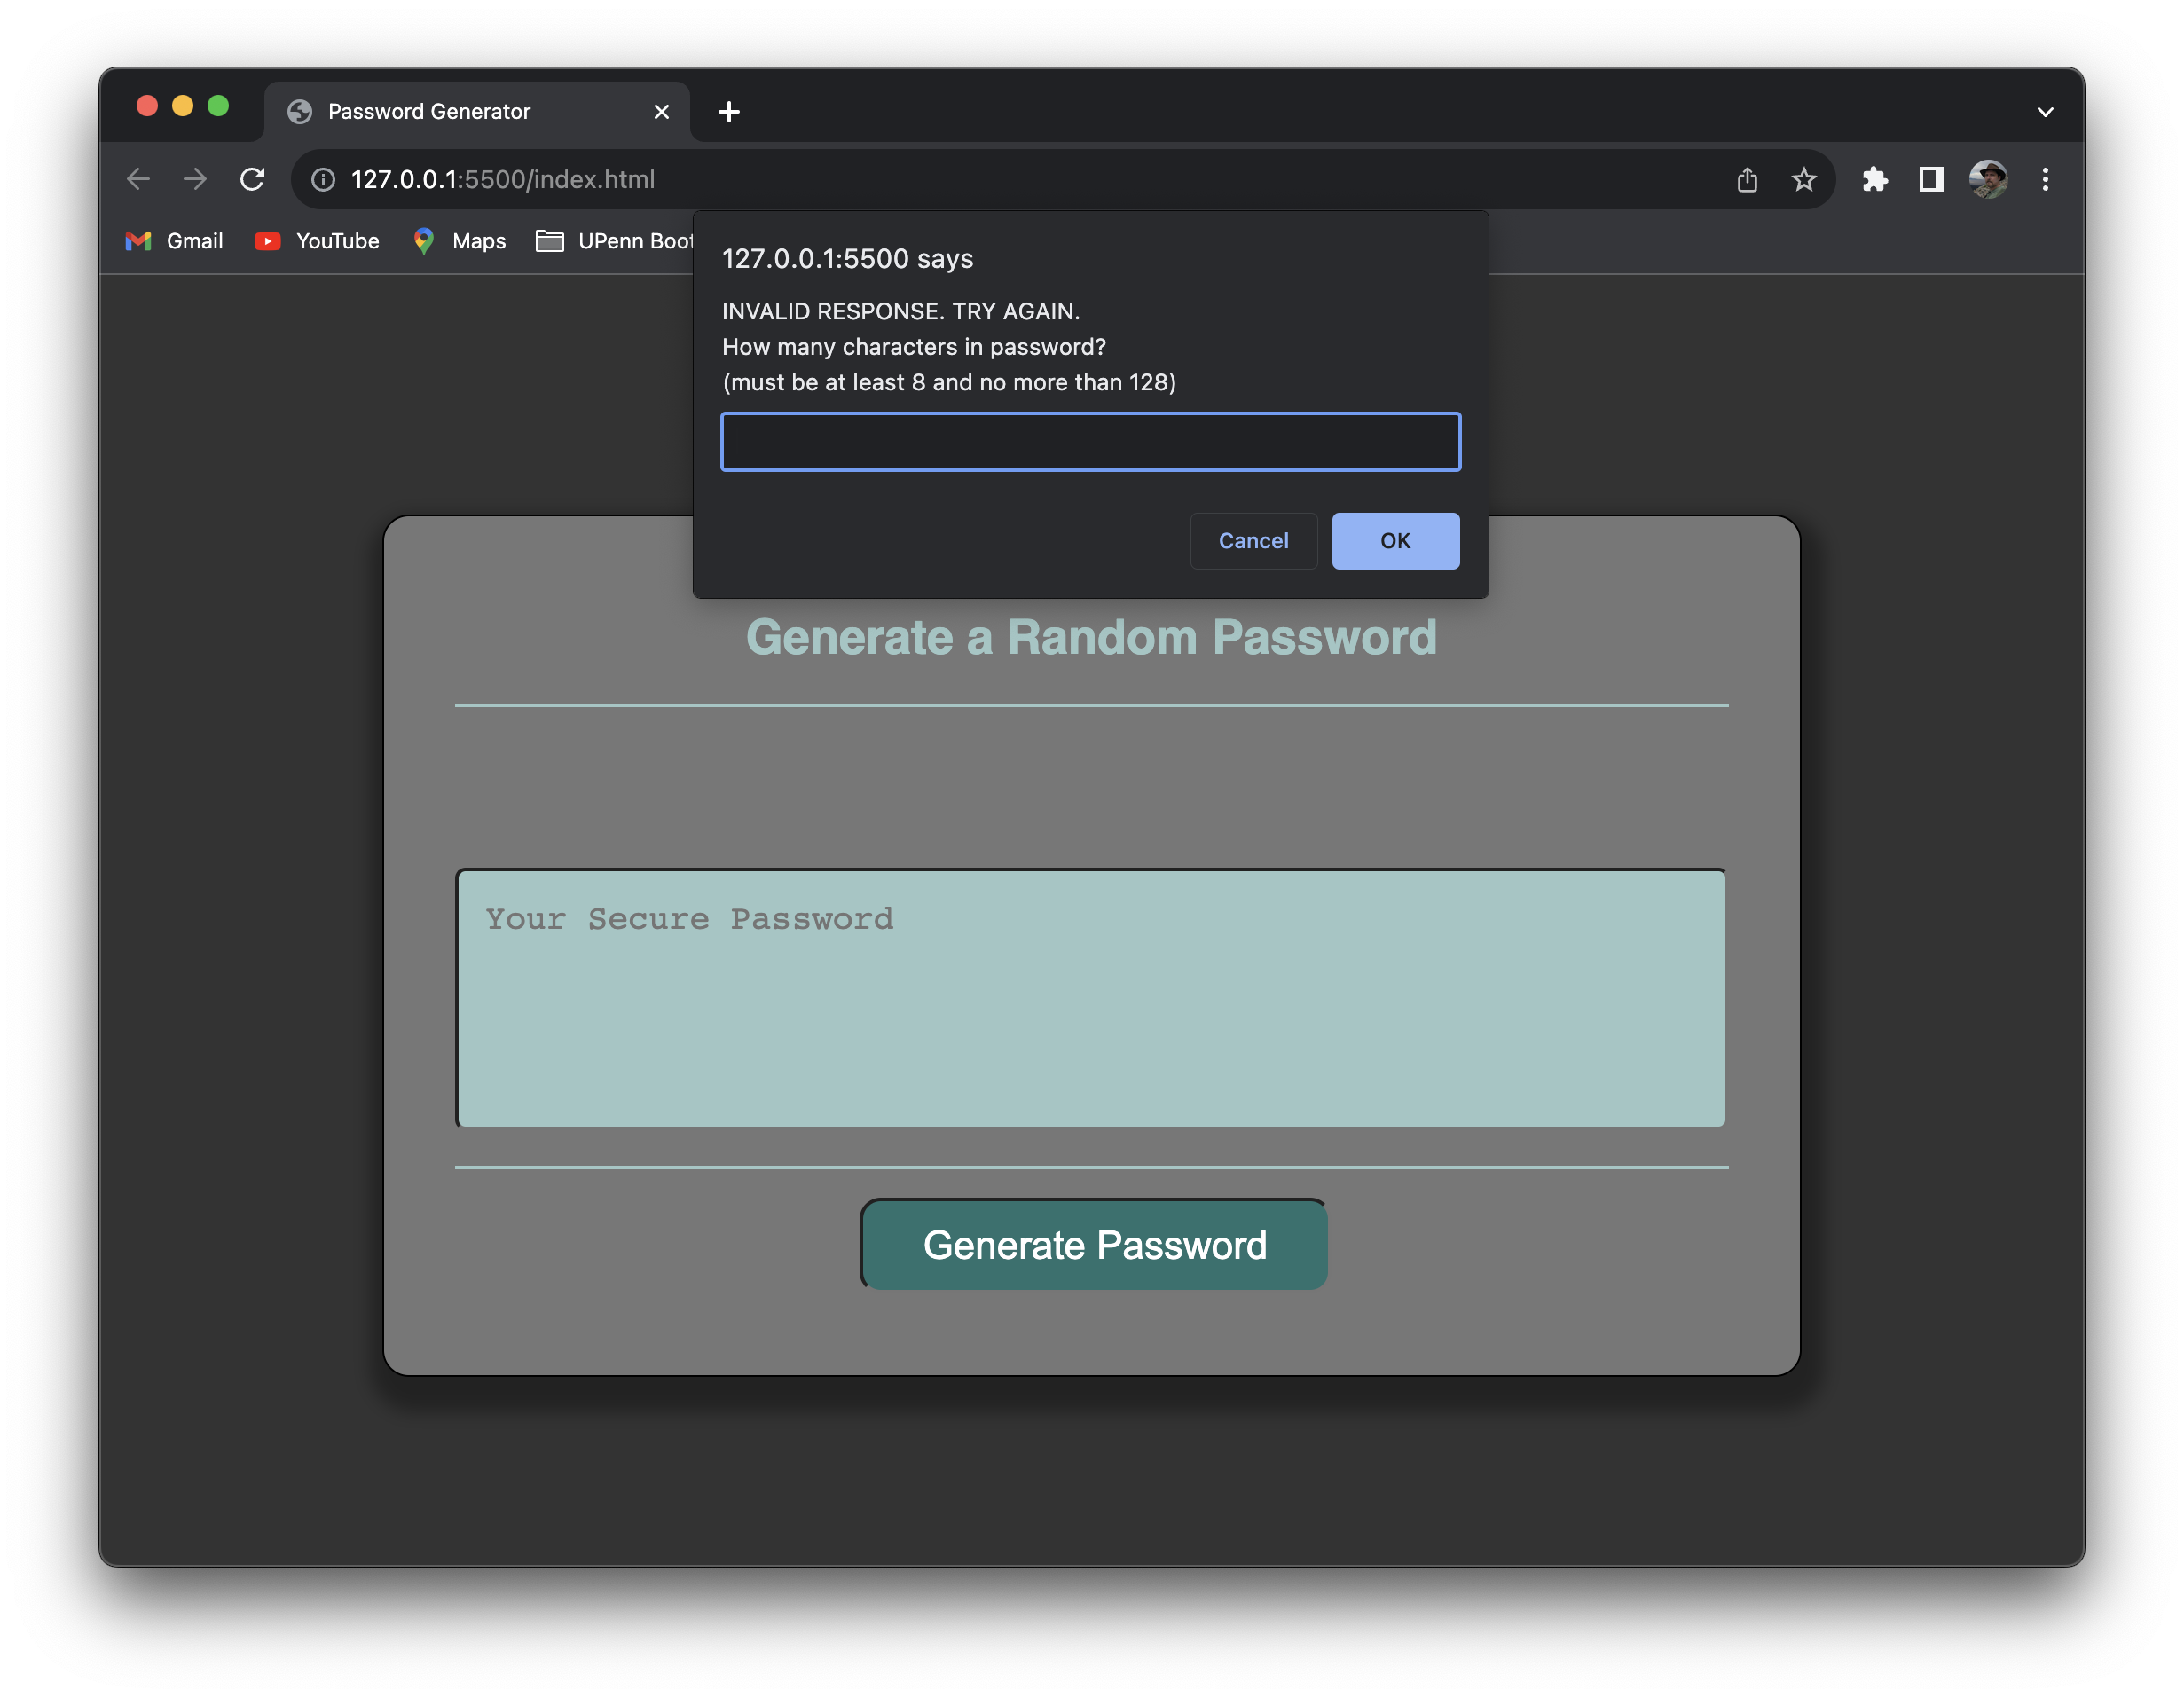 Password Generator
127.0.0.1:5500/index.html
Gmail YouTube Maps UPenn Boot
127.0.0.1:5500 says
INVALID RESPONSE. TRY AGAIN.
How many characters in password?
(must be at least 8 and no more than 128)
Cancel OK
Generate a Random Password
Your Secure Password
Generate Password